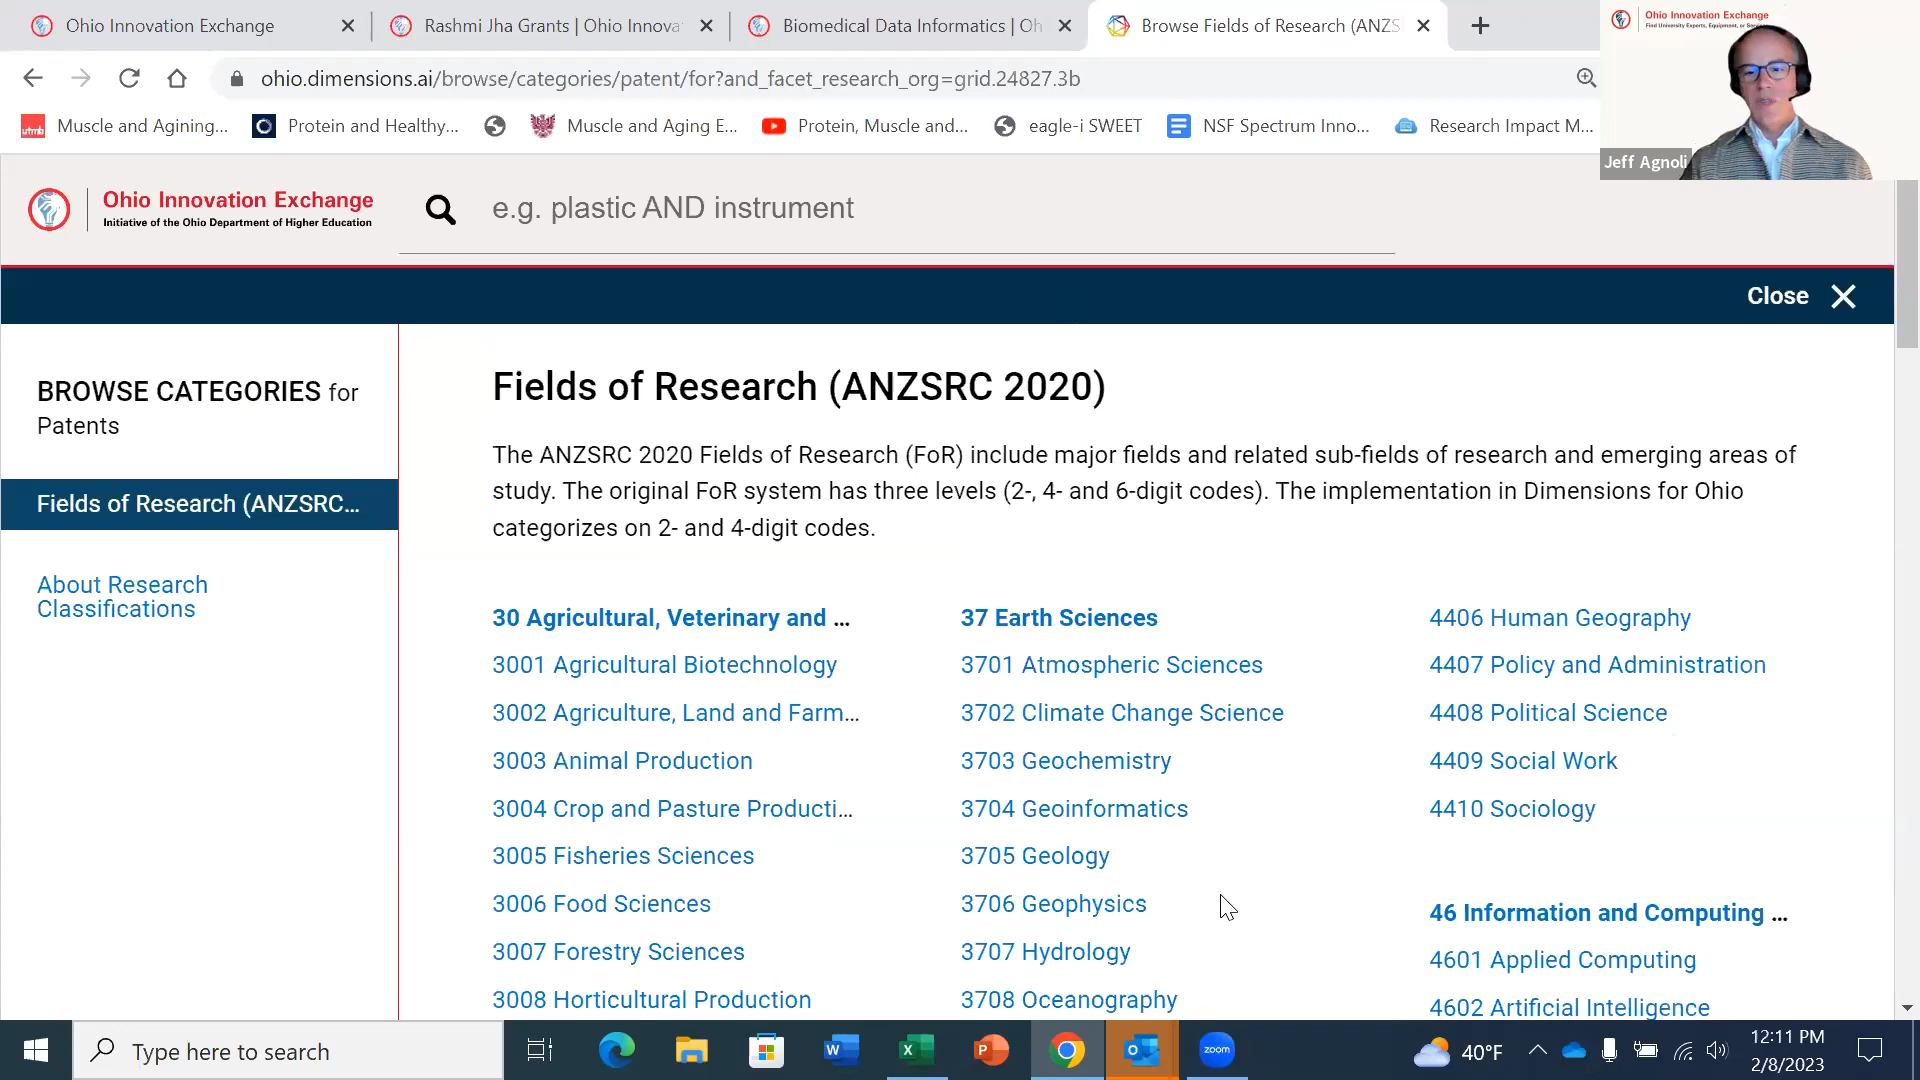 Ohio Innovation Exchange
Rashmi Jha Grants | Ohio Innova
Biomedical Data Informatics | Oh
Browse Fields of Research (ANZS
Ohio Innovation Exchange
Find University Experts, Equipment, or Services
ohio.dimensions.ai/browse/categories/patent/for?and_facet_research_org=grid.24827.3b
utmb
Muscle and Agining...
Protein and Healthy...
Muscle and Aging E...
Protein, Muscle and...
eagle-i SWEET
NSF Spectrum Inno...
Research Impact M...
Jeff Agnoli
Ohio Innovation Exchange
Initiative of the Ohio Department of Higher Education
e.g. plastic AND instrument
Close
BROWSE CATEGORIES for
Patents
Fields of Research (ANZSRC...
About Research
Classifications
Fields of Research (ANZSRC 2020)
The ANZSRC 2020 Fields of Research (FoR) include major fields and related sub-fields of research and emerging areas of
study. The original FoR system has three levels (2-, 4- and 6-digit codes). The implementation in Dimensions for Ohio
categorizes on 2- and 4-digit codes.
30 Agricultural, Veterinary and ...
3001 Agricultural Biotechnology
3002 Agriculture, Land and Farm...
3003 Animal Production
3004 Crop and Pasture Producti...
3005 Fisheries Sciences
3006 Food Sciences
3007 Forestry Sciences
3008 Horticultural Production
37 Earth Sciences
3701 Atmospheric Sciences
3702 Climate Change Science
3703 Geochemistry
3704 Geoinformatics
3705 Geology
3706 Geophysics
3707 Hydrology
3708 Oceanography
4406 Human Geography
4407 Policy and Administration
4408 Political Science
4409 Social Work
4410 Sociology
46 Information and Computing ...
4601 Applied Computing
4602 Artificial Intelligence
Type here to search
zoom
40°F
12:11 PM
2/8/2023